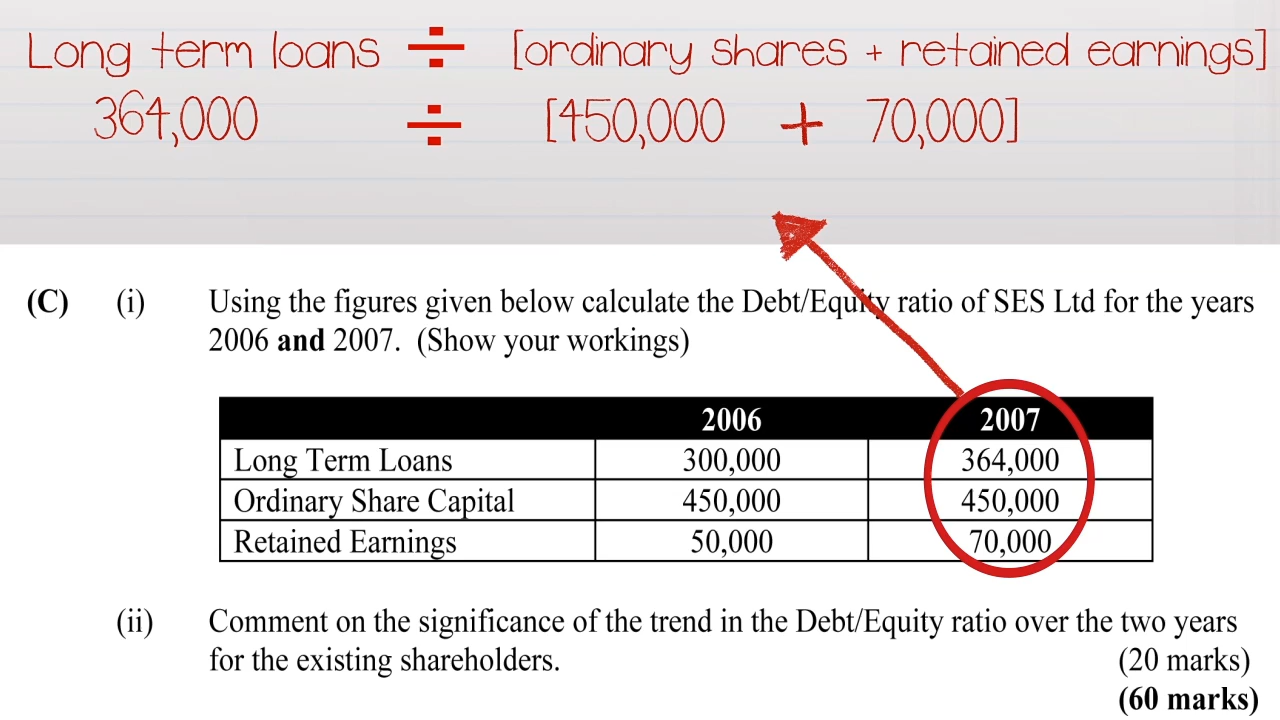 Long term loans ÷ [ordinary shares + retained earnings]
364,000 ÷ [450,000 + 70,000]
(C) (i) Using the figures given below calculate the Debt/Equity ratio of SES Ltd for the years
2006 and 2007. (Show your workings)
2006 2007
Long Term Loans 300,000 364,000
Ordinary Share Capital 450,000 450,000
Retained Earnings 50,000 70,000
(ii) Comment on the significance of the trend in the Debt/Equity ratio over the two years
for the existing shareholders. (20 marks)
(60 marks)